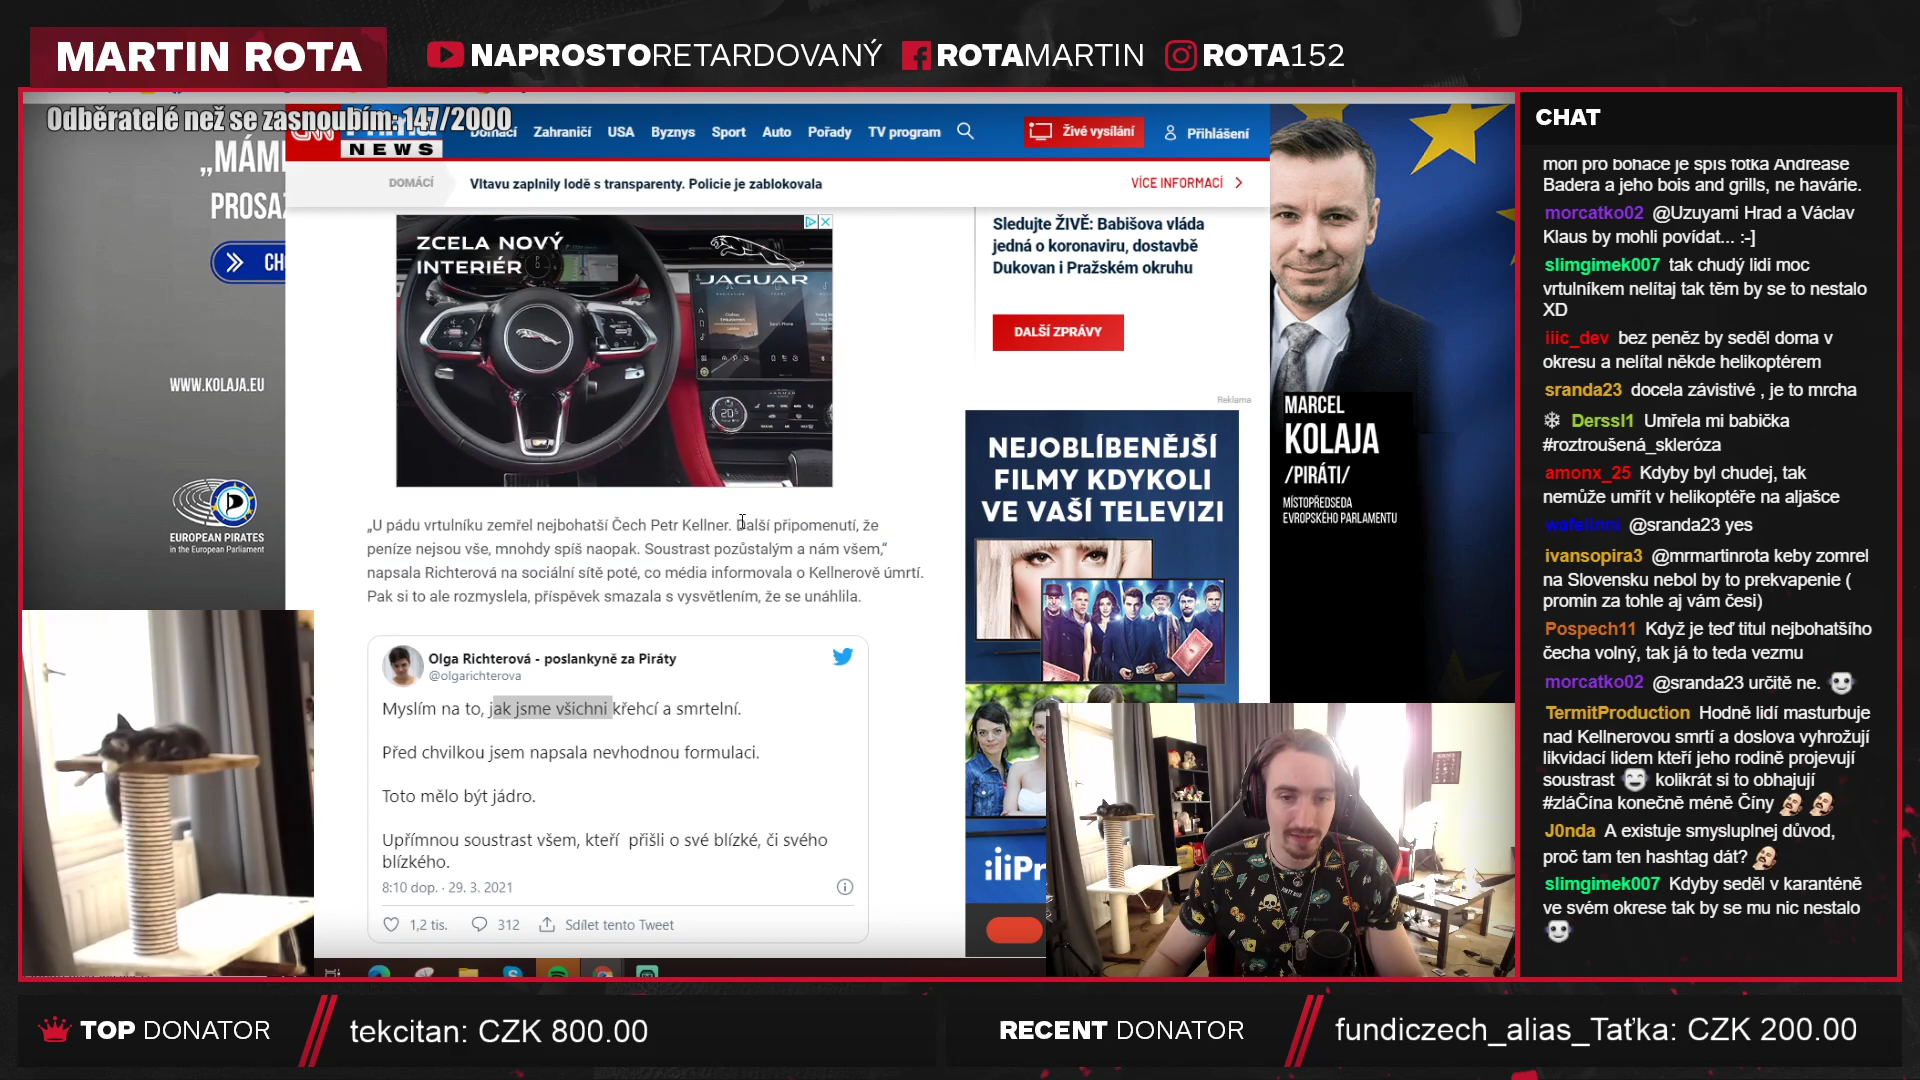 MARTIN ROTA
NAPROSTORETARDOVANÝ
ROTAMARTIN
ROTA152
Odběratelé než se zasnoubím: 147/2000
„MÁM
PROSA
WWW.KOLAJA.EU
EUROPEAN PIRATES
in the European Parliament
NEWS
Domácí
Zahraničí
USA
Byznys
Sport
Auto
Pořady
TV program
Živé vysílání
Přihlášení
DOMÁCÍ
Vltavu zaplnily lodě s transparenty. Policie je zablokovala
VÍCE INFORMACÍ
ZCELA NOVÝ
INTERIÉR
JAGUAR
„U pádu vrtulníku zemřel nejbohatší Čech Petr Kellner. Další připomenutí, že
peníze nejsou vše, mnohdy spíš naopak. Soustrast pozůstalým a nám všem,“
napsala Richterová na sociální sítě poté, co média informovala o Kellnerově úmrtí.
Pak si to ale rozmyslela, příspěvek smazala s vysvětlením, že se unáhlila.
Olga Richterová - poslankyně za Piráty
@olgarichterova
Myslím na to, jak jsme všichni křehcí a smrtelní.
Před chvilkou jsem napsala nevhodnou formulaci.
Toto mělo být jádro.
Upřímnou soustrast všem, kteří přišli o své blízké, či svého
blízkého.
8:10 dop. · 29. 3. 2021
1,2 tis.
312
Sdílet tento Tweet
Sledujte ŽIVĚ: Babišova vláda
jedná o koronaviru, dostavbě
Dukovan i Pražském okruhu
DALŠÍ ZPRÁVY
Reklama
NEJOBLÍBENĚJŠÍ
FILMY KDYKOLI
VE VAŠÍ TELEVIZI
MARCEL
KOLAJA
/PIRÁTI/
MÍSTOPŘEDSEDA
EVROPSKÉHO PARLAMENTU
CHAT
moři pro boháče je spíš fotka Andrease
Badera a jeho bois and grills, ne havárie.
morcatko02 @Uzuyami Hrad a Václav
Klaus by mohli povídat... :-]
slimgimek007 tak chudý lidi moc
vrtulníkem nelítaj tak těm by se to nestalo
XD
iiic_dev bez peněz by seděl doma v
okresu a nelítal někde helikoptérem
sranda23 docela závistivé , je to mrcha
Derssl1 Umřela mi babička
#roztroušená_skleróza
amonx_25 Kdyby byl chudej, tak
nemůže umřít v helikoptéře na aljašce
wafelinni @sranda23 yes
ivansopira3 @mrmartinrota keby zomrel
na Slovensku nebol by to prekvapenie (
promin za tohle aj vám česi)
Pospech11 Když je teď titul nejbohatšího
čecha volný, tak já to teda vezmu
morcatko02 @sranda23 určitě ne.
TermitProduction Hodně lidí masturbuje
nad Kellnerovou smrtí a doslova vyhrožují
likvidací lidem kteří jeho rodině projevují
soustrast kolikrát si to obhajují
#zláČína konečně méně Číny
J0nda A existuje smysluplnej důvod,
proč tam ten hashtag dát?
slimgimek007 Kdyby seděl v karanténě
ve svém okrese tak by se mu nic nestalo
TOP DONATOR
tekcitan: CZK 800.00
RECENT DONATOR
fundiczech_alias_Taťka: CZK 200.00